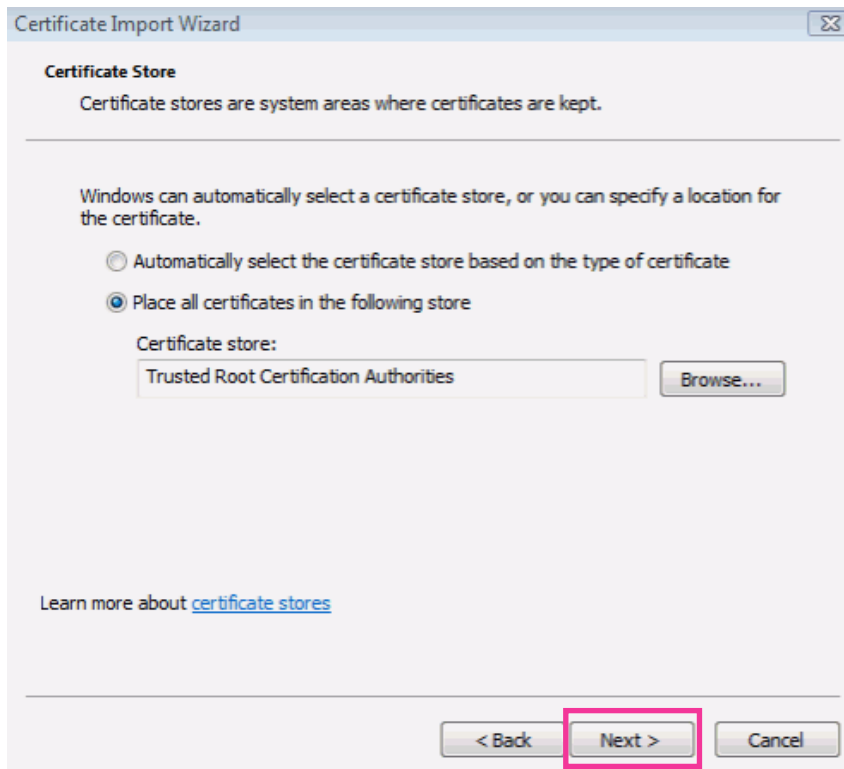 Certificate Import Wizard
Certificate Store
Certificate stores are system areas where certificates are kept.
Windows can automatically select a certificate store, or you can specify a location for
the certificate.
Automatically select the certificate store based on the type of certificate
Place all certificates in the following store
Certificate store:
Trusted Root Certification Authorities
Browse...
Learn more about certificate stores
< Back
Next >
Cancel